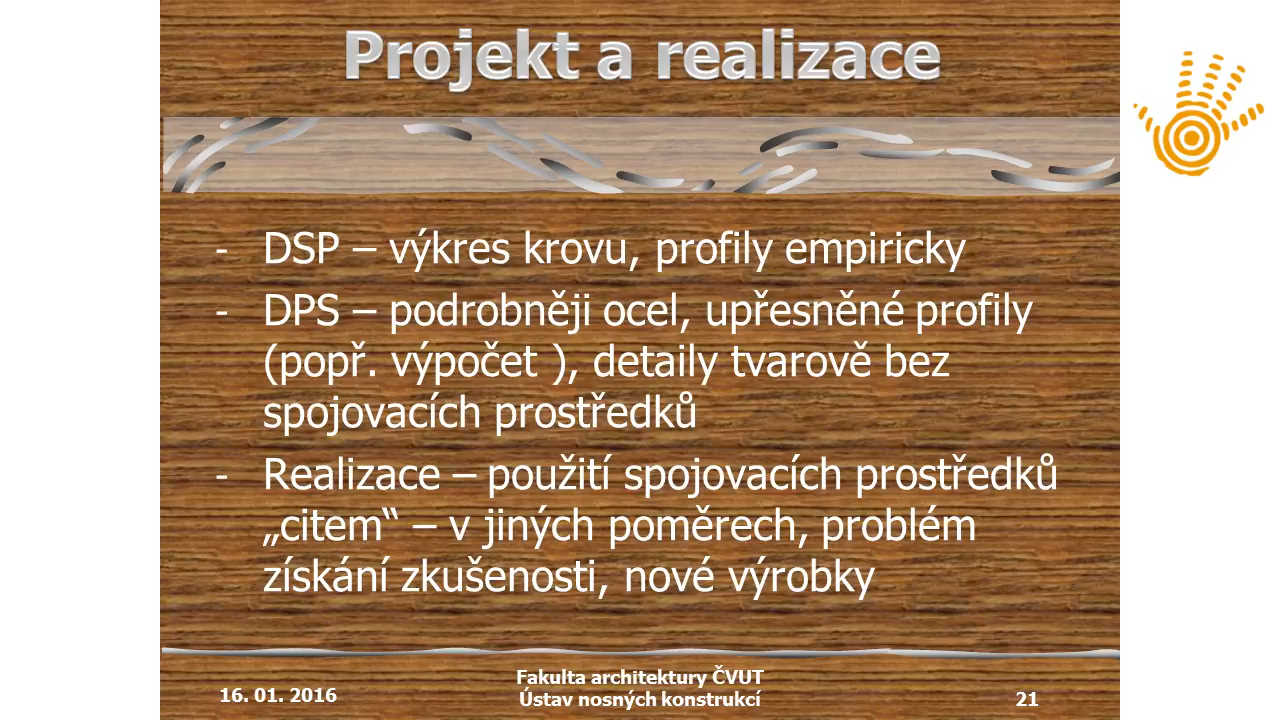 Projekt a realizace
- DSP – výkres krovu, profily empiricky
- DPS – podrobněji ocel, upřesněné profily
(popř. výpočet ), detaily tvarově bez
spojovacích prostředků
- Realizace – použití spojovacích prostředků
„citem“ – v jiných poměrech, problém
získání zkušenosti, nové výrobky
16. 01. 2016
Fakulta architektury ČVUT
Ústav nosných konstrukcí
21